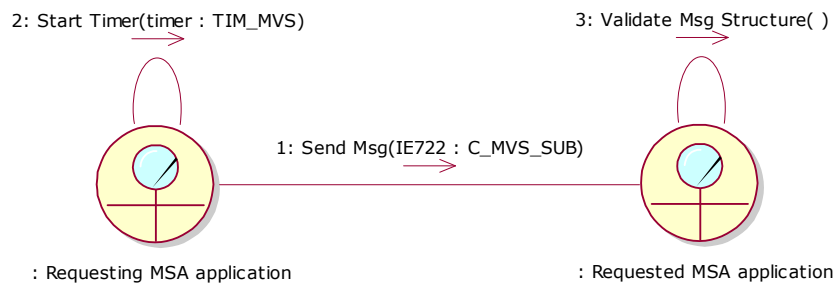 2: Start Timer(timer : TIM_MVS)
3: Validate Msg Structure( )
1: Send Msg(IE722 : C_MVS_SUB)
: Requesting MSA application
: Requested MSA application